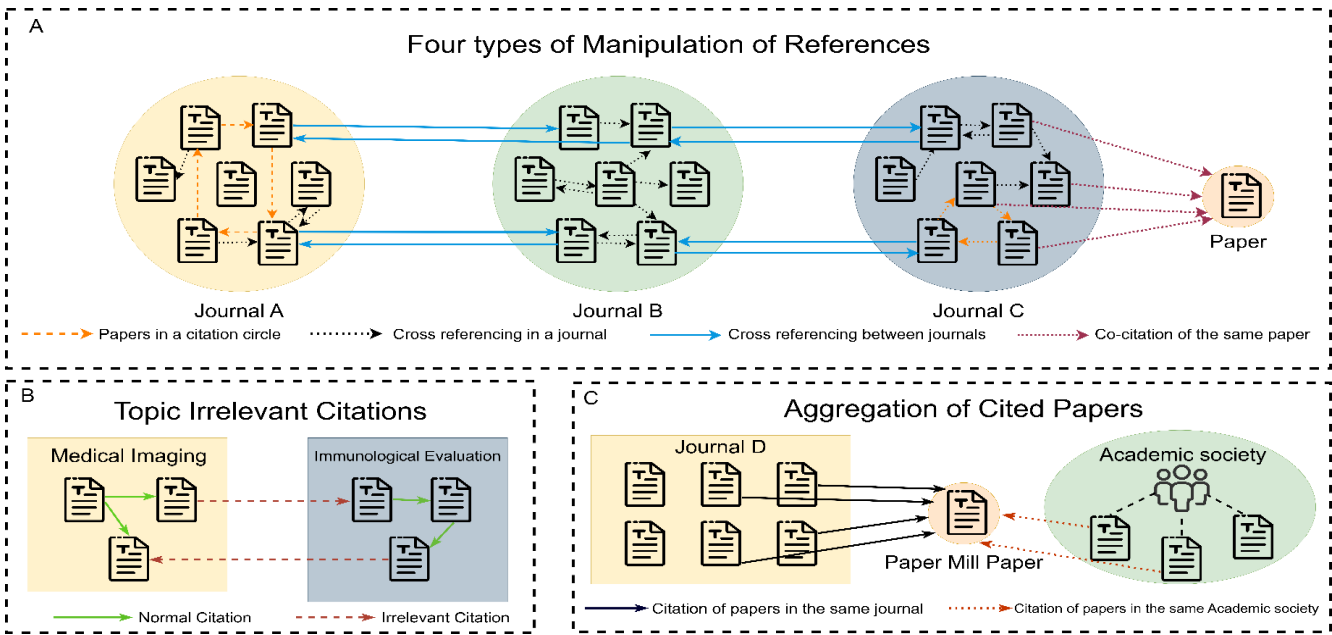 A
Four types of Manipulation of References
Journal A
Journal B
Journal C
Paper
Papers in a citation circle
Cross referencing in a journal
Cross referencing between journals
Co-citation of the same paper
B
Topic Irrelevant Citations
Medical Imaging
Immunological Evaluation
Normal Citation
Irrelevant Citation
C
Aggregation of Cited Papers
Journal D
Academic society
Paper Mill Paper
Citation of papers in the same journal
Citation of papers in the same Academic society